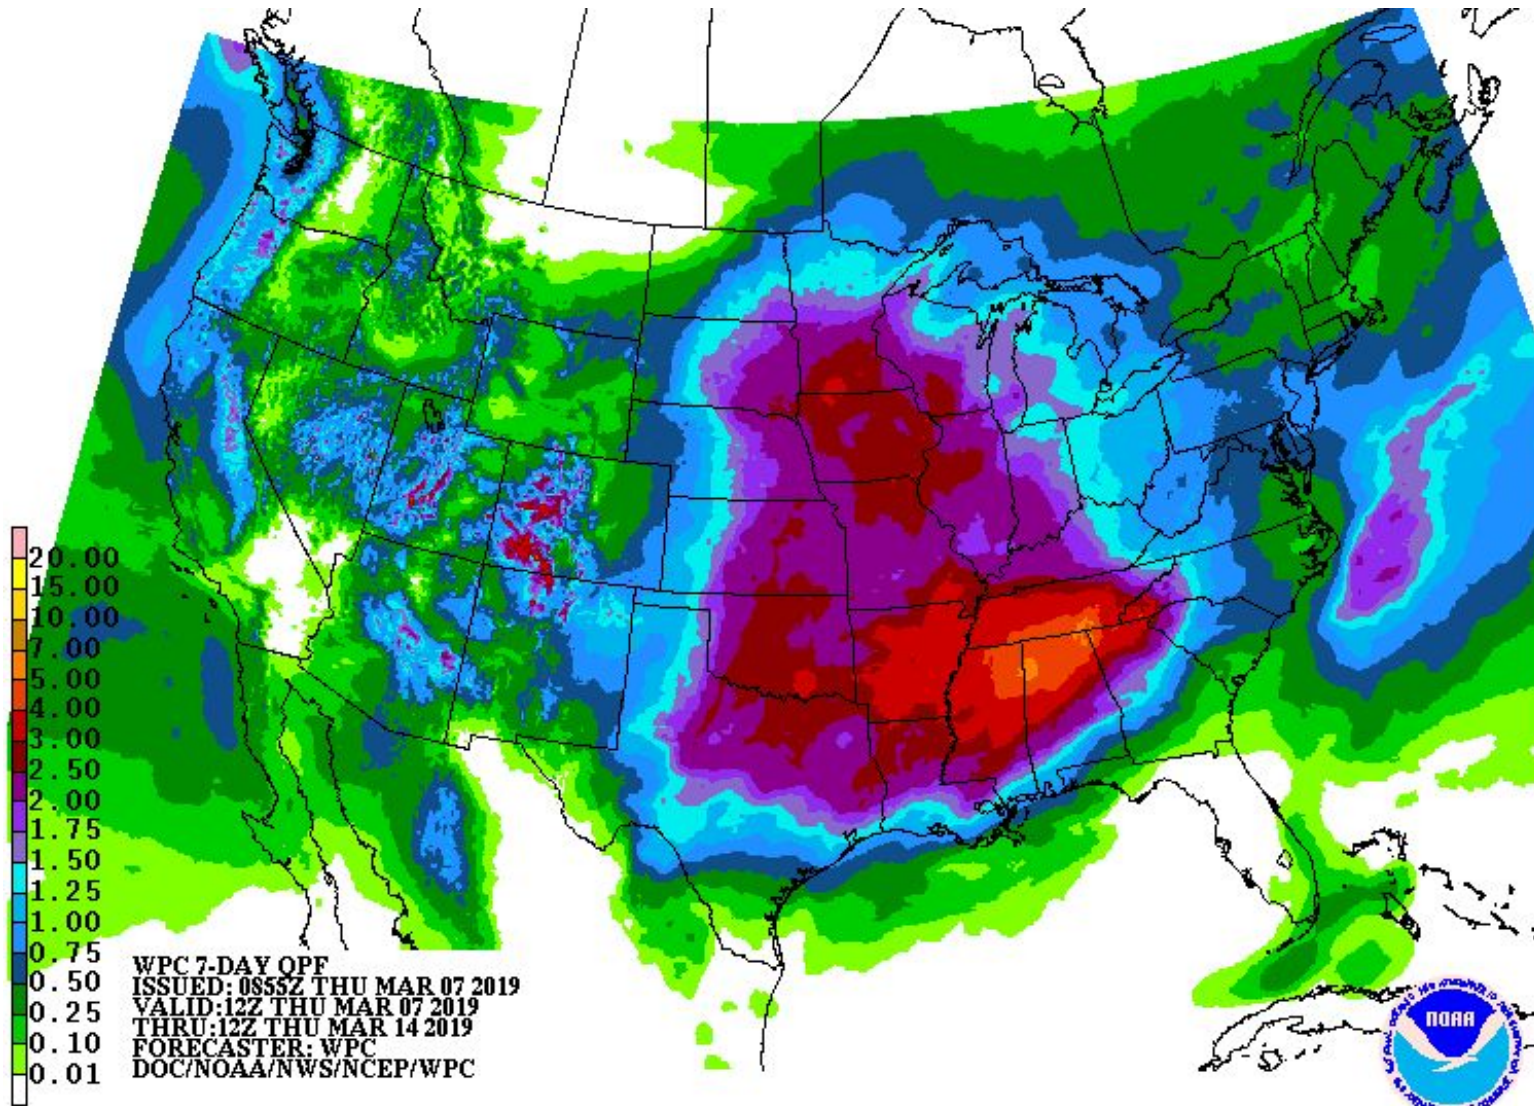 20.00
15.00
10.00
7.00
5.00
4.00
3.00
2.50
2.00
1.75
1.50
1.25
1.00
0.75
0.50
0.25
0.10
0.01
WPC 7-DAY QPF
ISSUED: 0855Z THU MAR 07 2019
VALID:12Z THU MAR 07 2019
THRU:12Z THU MAR 14 2019
FORECASTER: WPC
DOC/NOAA/NWS/NCEP/WPC
NOAA